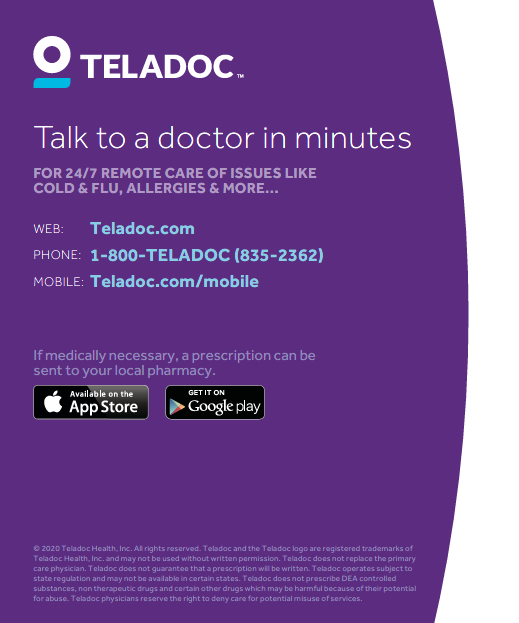 TELADOC™
Talk to a doctor in minutes
FOR 24/7 REMOTE CARE OF ISSUES LIKE
COLD & FLU, ALLERGIES & MORE...
WEB: Teladoc.com
PHONE: 1-800-TELADOC (835-2362)
MOBILE: Teladoc.com/mobile
If medically necessary, a prescription can be
sent to your local pharmacy.
Available on the
App Store
GET IT ON
Google play
© 2020 Teladoc Health, Inc. All rights reserved. Teladoc and the Teladoc logo are registered trademarks of
Teladoc Health, Inc. and may not be used without written permission. Teladoc does not replace the primary
care physician. Teladoc does not guarantee that a prescription will be written. Teladoc operates subject to
state regulation and may not be available in certain states. Teladoc does not prescribe DEA controlled
substances, non therapeutic drugs and certain other drugs which may be harmful because of their potential
for abuse. Teladoc physicians reserve the right to deny care for potential misuse of services.